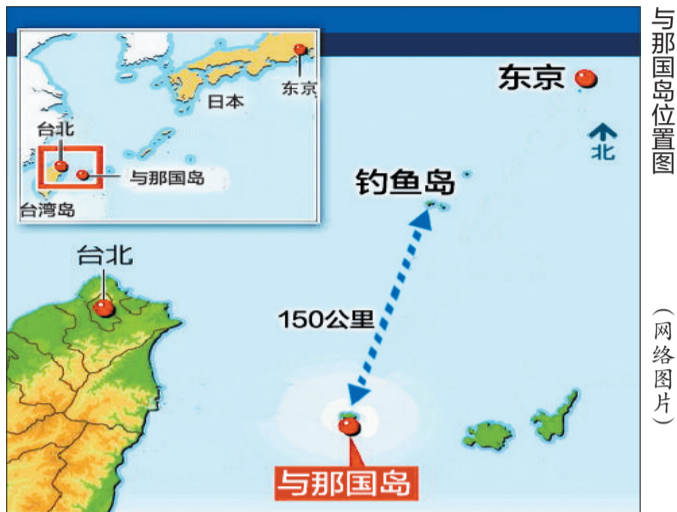 东京
日本
台北
与那国岛
台湾岛
东京
北
钓鱼岛
台北
150公里
与那国岛
与那国岛位置图
（网络图片）